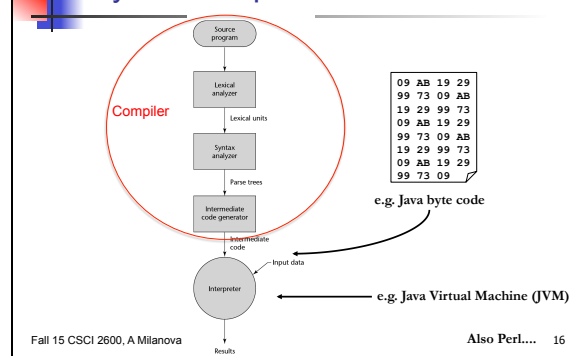 Source
program
Lexical
analyzer
Compiler
Lexical units
Syntax
analyzer
Parse trees
Intermediate
code generator
Intermediate
code
Input data
Interpreter
Results
09 AB 19 29
99 73 09 AB
19 29 99 73
09 AB 19 29
99 73 09 AB
19 29 99 73
09 AB 19 29
99 73 09
e.g. Java byte code
e.g. Java Virtual Machine (JVM)
Fall 15 CSCI 2600, A Milanova
Also Perl.... 16